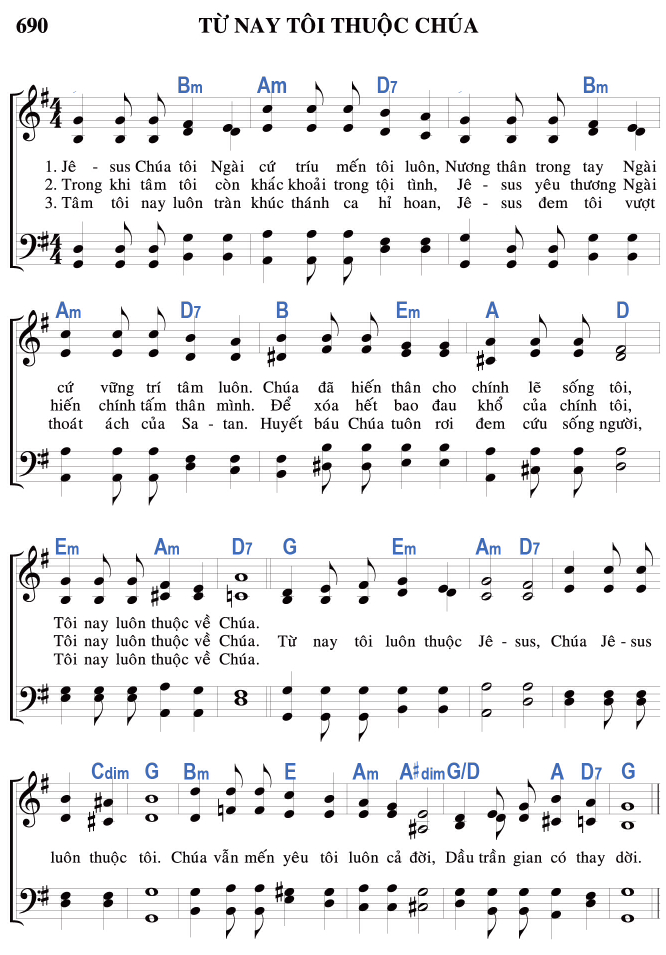 690 TỪ NAY TÔI THUỘC CHÚA
Bm Am D7 Bm
4 4
1. Jê - sus Chúa tôi Ngài cứ tríu mến tôi luôn, Nương thân trong tay Ngài
2. Trong khi tâm tôi còn khắc khoải trong tội tình, Jê - sus yêu thương Ngài
3. Tâm tôi nay luôn tràn khúc thánh ca hỉ hoan, Jê - sus đem tôi vượt
Am D7 B Em A D
cứ vững trí tâm luôn. Chúa đã hiến thân cho chính lẽ sống tôi,
hiến chính tấm thân mình. Để xóa hết bao đau khổ của chính tôi,
thoát ách của Sa - tan. Huyết báu Chúa tuôn rơi đem cứu sống người,
Em Am D7 G Em Am D7
Tôi nay luôn thuộc về Chúa.
Tôi nay luôn thuộc về Chúa. Từ nay tôi luôn thuộc Jê - sus, Chúa Jê - sus
Tôi nay luôn thuộc về Chúa.
Cdim G Bm E Am A#dim G/D A D7 G
luôn thuộc tôi. Chúa vẫn mến yêu tôi luôn cả đời, Dầu trần gian có thay dời.